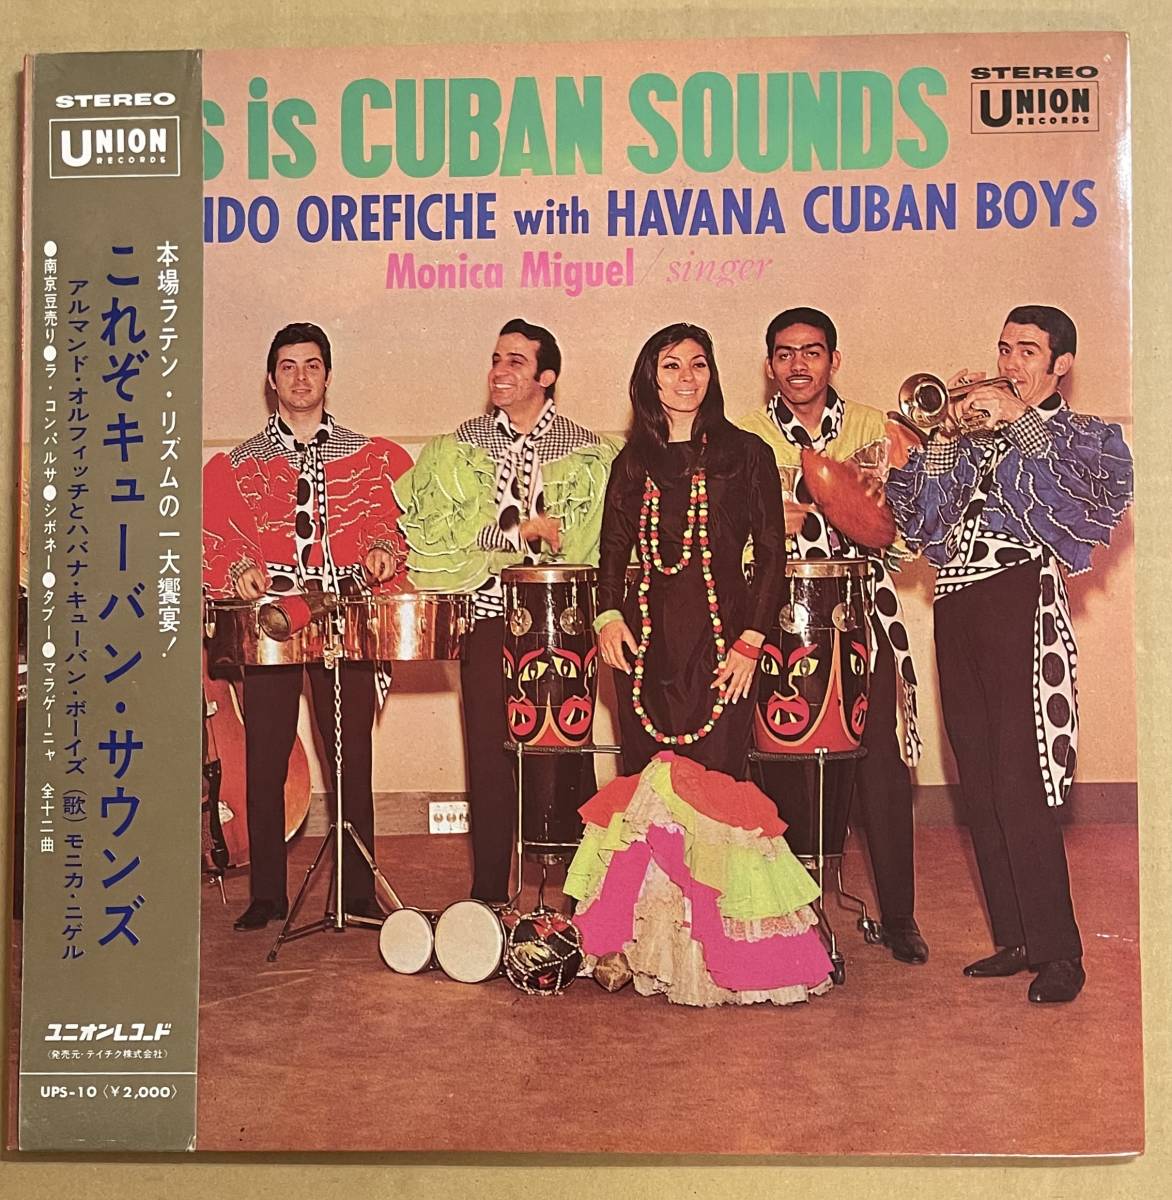 STEREO
UNION
RECORDS
本場ラテン・リズムの一大饗宴!
これぞキューバン・サウンズ
アルマンド・オルフィッチとハバナ・キューバン・ボーイズ (歌) モニカ・ニゲル
●南京豆売り●ラ・コンパルサ●シボネー●タブー●マラゲーニャ 全十二曲
ユニオンレコード
(発売元・テイチク株式会社)
UPS-10 〈¥2,000〉
S is CUBAN SOUNDS
STEREO
UNION
RECORDS
NDO OREFICHE with HAVANA CUBAN BOYS
Monica Miguel / singer